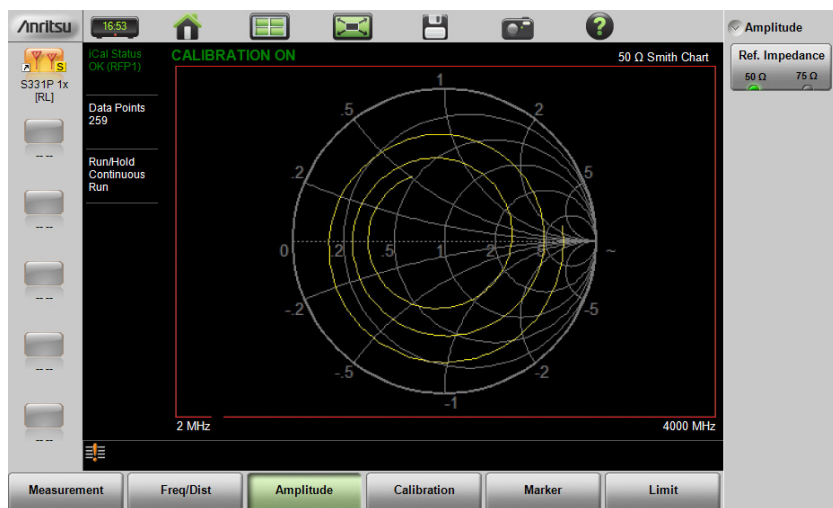 Anritsu
16:53
?
Amplitude
S
S331P 1x
[RL]
-- --
-- --
-- --
-- --
-- --
iCal Status
OK (RFP1)
Data Points
259
Run/Hold
Continuous
Run
CALIBRATION ON
50 Ω Smith Chart
1
.5
2
.2
5
0
.2
.5
1
2
5
~
-.2
-5
-.5
-2
-1
2 MHz
4000 MHz
Ref. Impedance
50 Ω 75 Ω
Measurement
Freq/Dist
Amplitude
Calibration
Marker
Limit